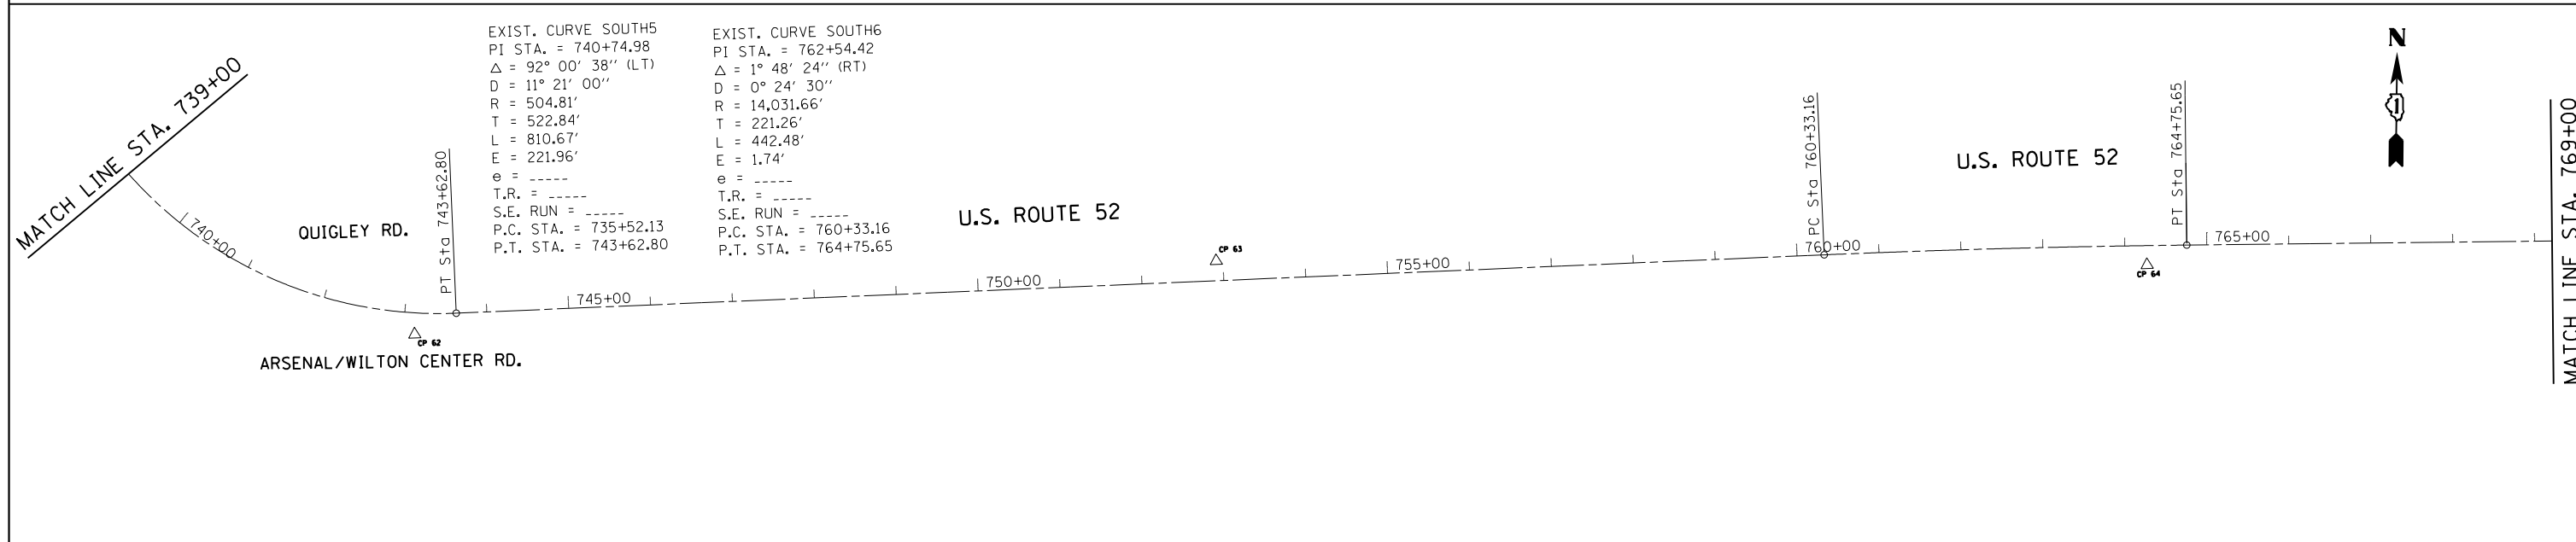 MATCH LINE STA. 739+00
740+00
QUIGLEY RD.
PT Sta 743+62.80
CP 62
ARSENAL/WILTON CENTER RD.
EXIST. CURVE SOUTH5
PI STA. = 740+74.98
Δ = 92° 00' 38'' (LT)
D = 11° 21' 00''
R = 504.81'
T = 522.84'
L = 810.67'
E = 221.96'
e = _____
T.R. = _____
S.E. RUN = _____
P.C. STA. = 735+52.13
P.T. STA. = 743+62.80
EXIST. CURVE SOUTH6
PI STA. = 762+54.42
Δ = 1° 48' 24'' (RT)
D = 0° 24' 30''
R = 14,031.66'
T = 221.26'
L = 442.48'
E = 1.74'
e = _____
T.R. = _____
S.E. RUN = _____
P.C. STA. = 760+33.16
P.T. STA. = 764+75.65
745+00
U.S. ROUTE 52
750+00
CP 63
755+00
PC Sta 760+33.16
760+00
U.S. ROUTE 52
CP 64
PT Sta 764+75.65
765+00
N
1
MATCH LINE STA. 769+00